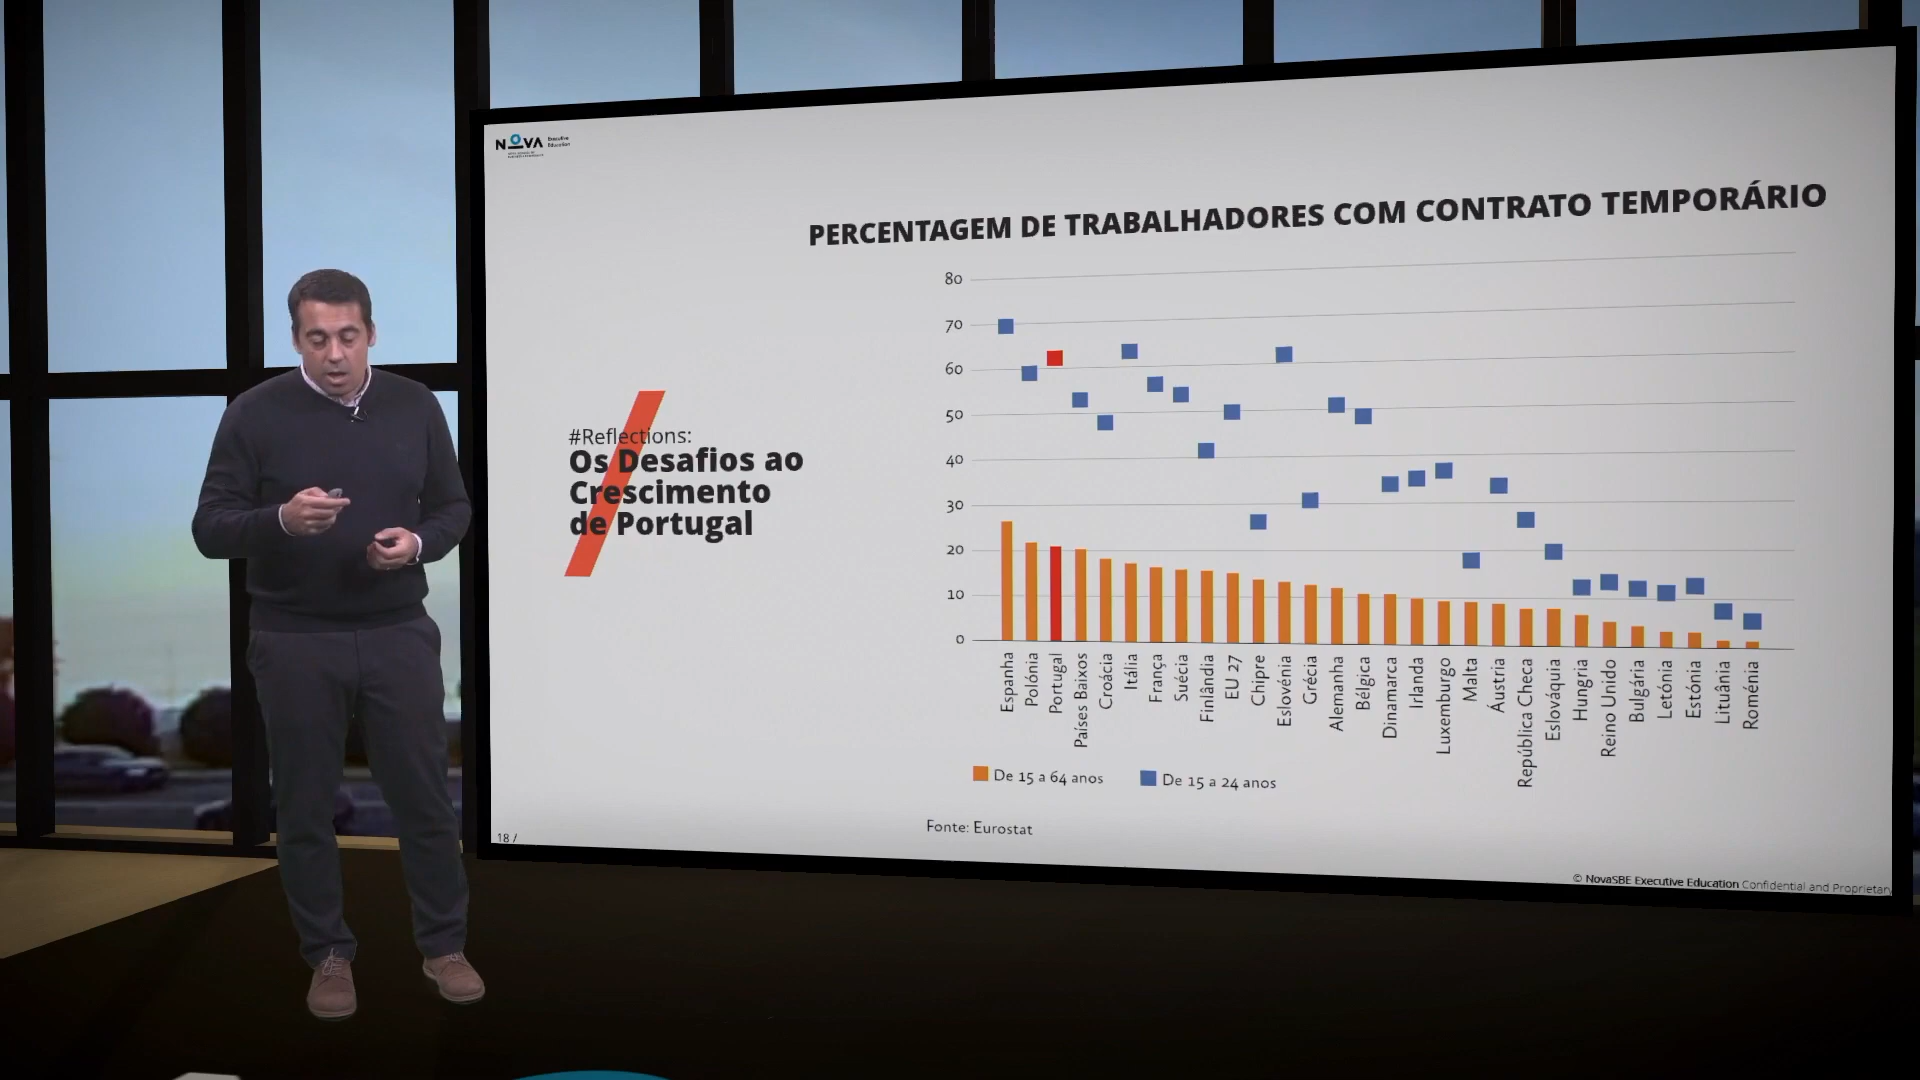 NOVA
Executive
Education
PERCENTAGEM DE TRABALHADORES COM CONTRATO TEMPORÁRIO
#Reflections:
Os Desafios ao
Crescimento
de Portugal
80
70
60
50
40
30
20
10
0
Espanha
Polónia
Portugal
Países Baixos
Croácia
Itália
França
Suécia
Finlândia
EU 27
Chipre
Eslovénia
Grécia
Alemanha
Bélgica
Dinamarca
Irlanda
Luxemburgo
Malta
Áustria
República Checa
Eslováquia
Hungria
Reino Unido
Bulgária
Letónia
Estónia
Lituânia
Roménia
De 15 a 64 anos
De 15 a 24 anos
Fonte: Eurostat
18 /
© NovaSBE Executive Education Confidential and Proprietary